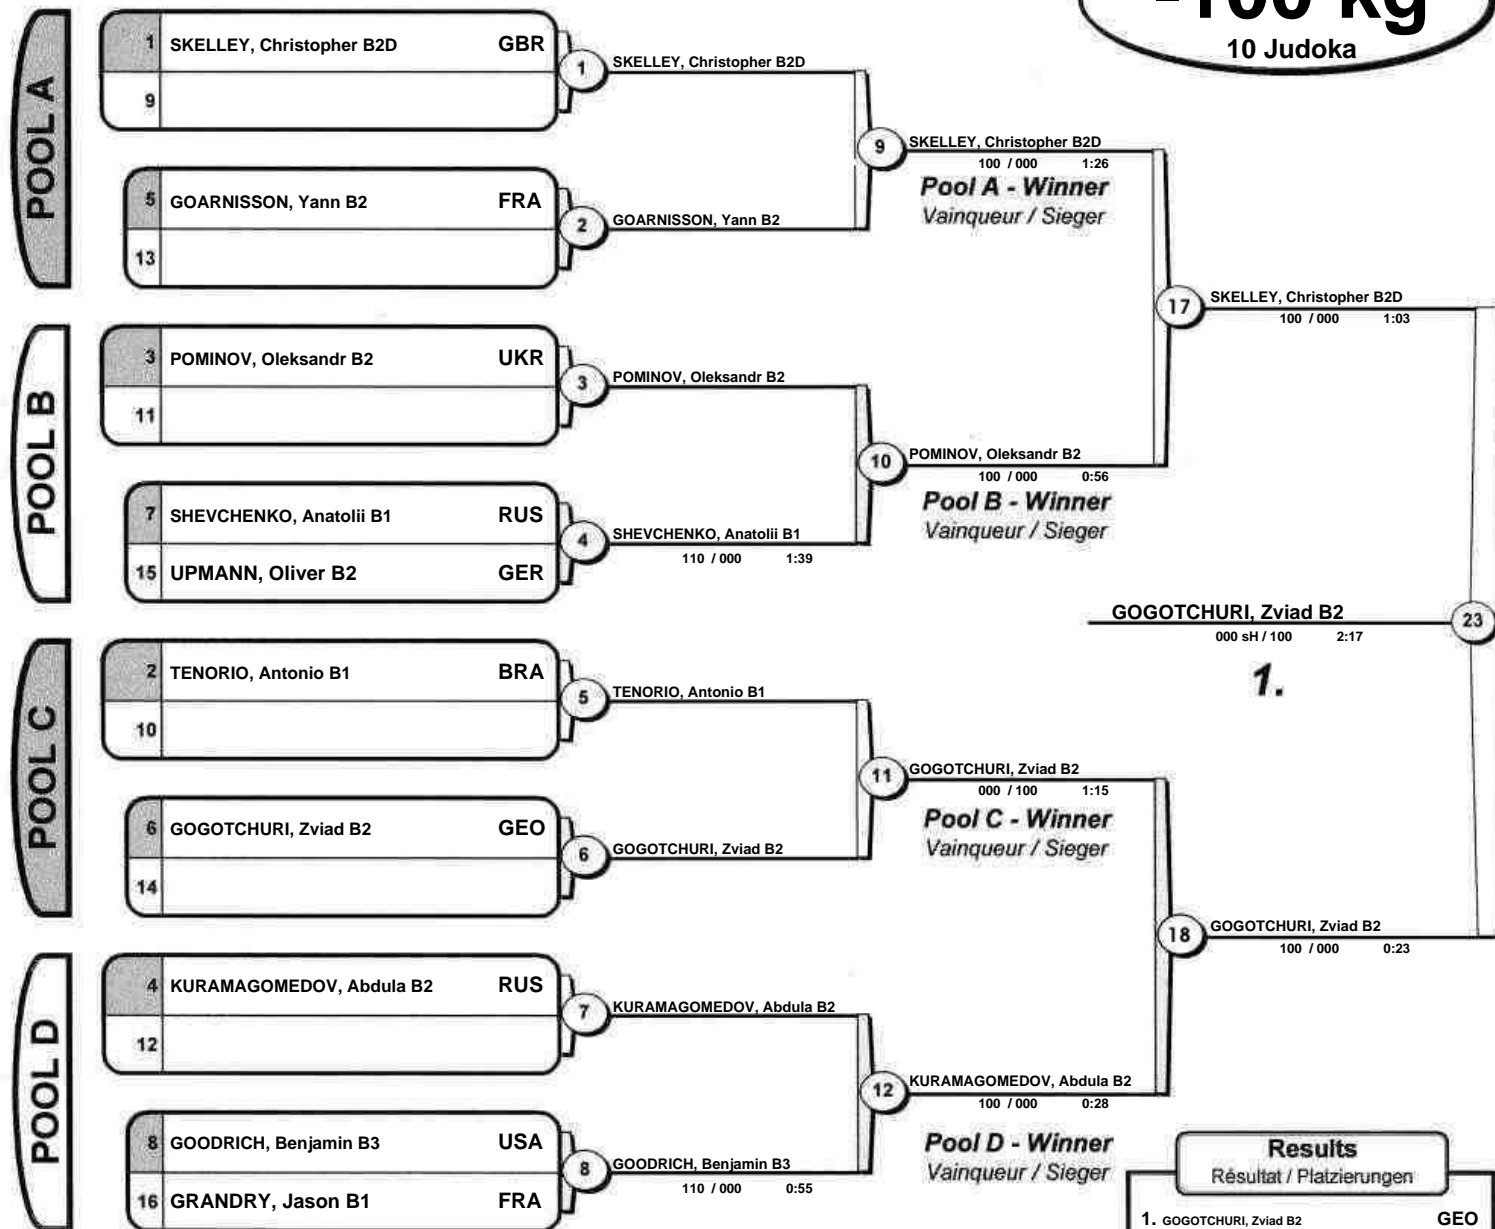 -100 kg
10 Judoka
POOL A
1 SKELLEY, Christopher B2D GBR
9
5 GOARNISSON, Yann B2 FRA
13
1
SKELLEY, Christopher B2D
2
GOARNISSON, Yann B2
9
SKELLEY, Christopher B2D
100 / 000 1:26
Pool A - Winner
Vainqueur / Sieger
POOL B
3 POMINOV, Oleksandr B2 UKR
11
7 SHEVCHENKO, Anatolii B1 RUS
15 UPMANN, Oliver B2 GER
3
POMINOV, Oleksandr B2
4
SHEVCHENKO, Anatolii B1
110 / 000 1:39
10
POMINOV, Oleksandr B2
100 / 000 0:56
Pool B - Winner
Vainqueur / Sieger
17
SKELLEY, Christopher B2D
100 / 000 1:03
GOGOTCHURI, Zviad B2
23
000 sH / 100 2:17
1.
POOL C
2 TENORIO, Antonio B1 BRA
10
6 GOGOTCHURI, Zviad B2 GEO
14
5
TENORIO, Antonio B1
6
GOGOTCHURI, Zviad B2
11
GOGOTCHURI, Zviad B2
000 / 100 1:15
Pool C - Winner
Vainqueur / Sieger
18
GOGOTCHURI, Zviad B2
100 / 000 0:23
POOL D
4 KURAMAGOMEDOV, Abdula B2 RUS
12
8 GOODRICH, Benjamin B3 USA
16 GRANDRY, Jason B1 FRA
7
KURAMAGOMEDOV, Abdula B2
8
GOODRICH, Benjamin B3
110 / 000 0:55
12
KURAMAGOMEDOV, Abdula B2
100 / 000 0:28
Pool D - Winner
Vainqueur / Sieger
Results
Résultat / Platzierungen
1. GOGOTCHURI, Zviad B2 GEO